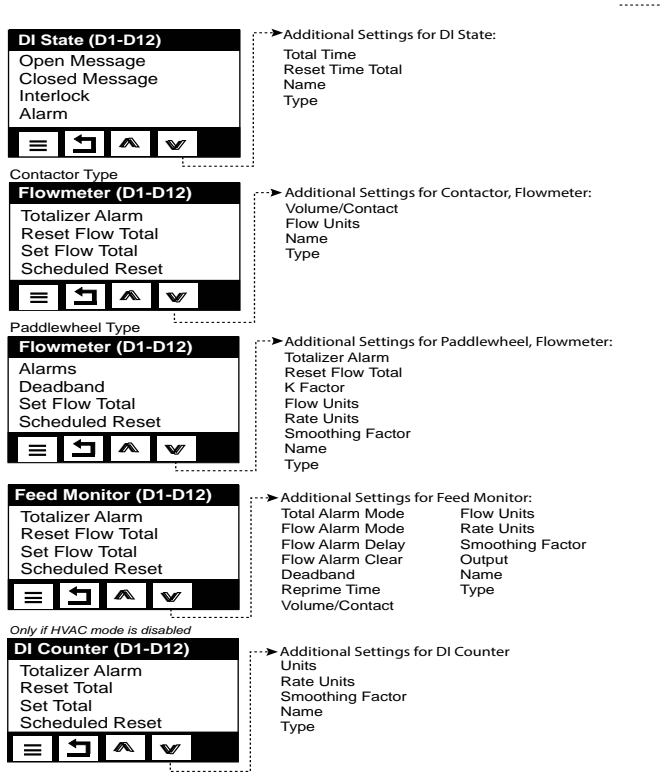 DI State (D1-D12)
Open Message
Closed Message
Interlock
Alarm
Additional Settings for DI State:
Total Time
Reset Time Total
Name
Type
Contactor Type
Flowmeter (D1-D12)
Totalizer Alarm
Reset Flow Total
Set Flow Total
Scheduled Reset
Additional Settings for Contactor, Flowmeter:
Volume/Contact
Flow Units
Name
Type
Paddlewheel Type
Flowmeter (D1-D12)
Alarms
Deadband
Set Flow Total
Scheduled Reset
Additional Settings for Paddlewheel, Flowmeter:
Totalizer Alarm
Reset Flow Total
K Factor
Flow Units
Rate Units
Smoothing Factor
Name
Type
Feed Monitor (D1-D12)
Totalizer Alarm
Reset Flow Total
Set Flow Total
Scheduled Reset
Additional Settings for Feed Monitor:
Total Alarm Mode
Flow Alarm Mode
Flow Alarm Delay
Flow Alarm Clear
Deadband
Reprime Time
Volume/Contact
Flow Units
Rate Units
Smoothing Factor
Output
Name
Type
Only if HVAC mode is disabled
DI Counter (D1-D12)
Totalizer Alarm
Reset Total
Set Total
Scheduled Reset
Additional Settings for DI Counter
Units
Rate Units
Smoothing Factor
Name
Type